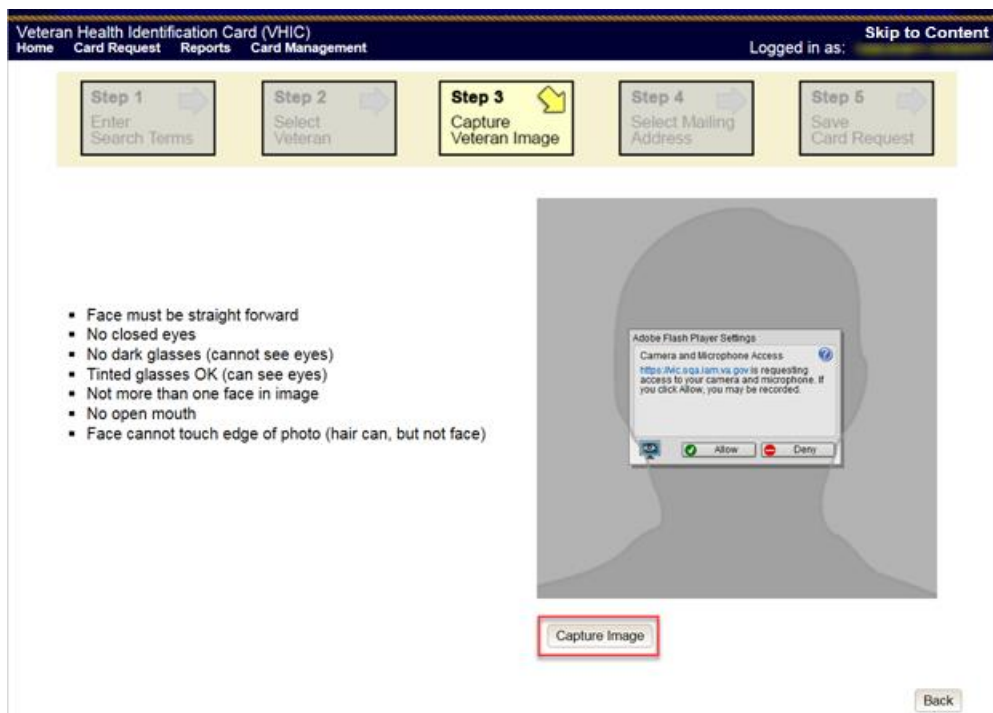 Veteran Health Identification Card (VHIC)
Skip to Content
Home Card Request Reports Card Management
Logged in as:
Step 1
Enter
Search Terms
Step 2
Select
Veteran
Step 3
Capture
Veteran Image
Step 4
Select Mailing
Address
Step 5
Save
Card Request
Face must be straight forward
No closed eyes
No dark glasses (cannot see eyes)
Tinted glasses OK (can see eyes)
Not more than one face in image
No open mouth
Face cannot touch edge of photo (hair can, but not face)
Adobe Flash Player Settings
Camera and Microphone Access
https://vic.sqa.iam.va.gov is requesting
access to your camera and microphone. If
you click Allow, you may be recorded.
Allow
Deny
Capture Image
Back